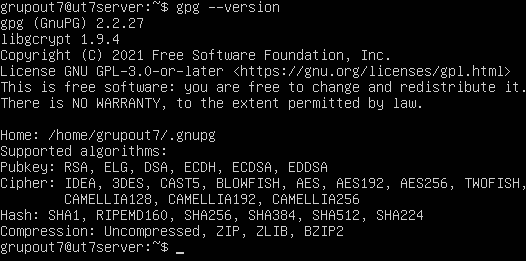 grupout7@ut7server:~$ gpg --version
gpg (GnuPG) 2.2.27
libgcrypt 1.9.4
Copyright (C) 2021 Free Software Foundation, Inc.
License GNU GPL-3.0-or-later <https://gnu.org/licenses/gpl.html>
This is free software: you are free to change and redistribute it.
There is NO WARRANTY, to the extent permitted by law.

Home: /home/grupout7/.gnupg
Supported algorithms:
Pubkey: RSA, ELG, DSA, ECDH, ECDSA, EDDSA
Cipher: IDEA, 3DES, CAST5, BLOWFISH, AES, AES192, AES256, TWOFISH,
        CAMELLIA128, CAMELLIA192, CAMELLIA256
Hash: SHA1, RIPEMD160, SHA256, SHA384, SHA512, SHA224
Compression: Uncompressed, ZIP, ZLIB, BZIP2
grupout7@ut7server:~$ _